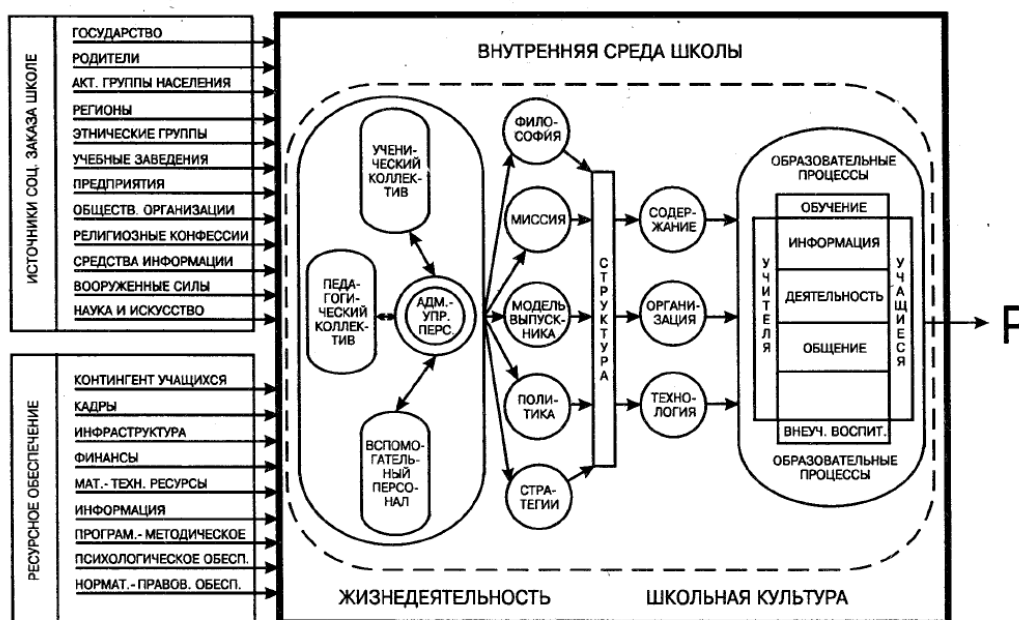 ИСТОЧНИКИ СОЦ. ЗАКАЗА ШКОЛЕ
ГОСУДАРСТВО
РОДИТЕЛИ
АКТ. ГРУППЫ НАСЕЛЕНИЯ
РЕГИОНЫ
ЭТНИЧЕСКИЕ ГРУППЫ
УЧЕБНЫЕ ЗАВЕДЕНИЯ
ПРЕДПРИЯТИЯ
ОБЩЕСТВ. ОРГАНИЗАЦИИ
РЕЛИГИОЗНЫЕ КОНФЕССИИ
СРЕДСТВА ИНФОРМАЦИИ
ВООРУЖЕННЫЕ СИЛЫ
НАУКА И ИСКУССТВО
РЕСУРСНОЕ ОБЕСПЕЧЕНИЕ
КОНТИНГЕНТ УЧАЩИХСЯ
КАДРЫ
ИНФРАСТРУКТУРА
ФИНАНСЫ
МАТ.- ТЕХН. РЕСУРСЫ
ИНФОРМАЦИЯ
ПРОГРАМ.- МЕТОДИЧЕСКОЕ
ПСИХОЛОГИЧЕСКОЕ ОБЕСП.
НОРМАТ.- ПРАВОВ. ОБЕСП.
ВНУТРЕННЯЯ СРЕДА ШКОЛЫ
УЧЕНИ-
ЧЕСКИЙ
КОЛЛЕК-
ТИВ
ПЕДА-
ГОГИ-
ЧЕСКИЙ
КОЛЛЕК-
ТИВ
АДМ.-
УПР.
ПЕРС.
ВСПОМО-
ГАТЕЛЬ-
НЫЙ
ПЕРСО-
НАЛ
ФИЛО-
СОФИЯ
МИССИЯ
МОДЕЛЬ
ВЫПУСК-
НИКА
ПОЛИ-
ТИКА
СТРА-
ТЕГИИ
СТРУКТУРА
СОДЕР-
ЖАНИЕ
ОРГАНИ-
ЗАЦИЯ
ТЕХНО-
ЛОГИЯ
ОБРАЗОВАТЕЛЬНЫЕ
ПРОЦЕССЫ
ОБУЧЕНИЕ
ИНФОРМАЦИЯ
ДЕЯТЕЛЬНОСТЬ
ОБЩЕНИЕ
УЧИТЕЛЯ
УЧАЩИЕСЯ
ВНЕУЧ. ВОСПИТ.
ОБРАЗОВАТЕЛЬНЫЕ
ПРОЦЕССЫ
ЖИЗНЕДЕЯТЕЛЬНОСТЬ
ШКОЛЬНАЯ КУЛЬТУРА